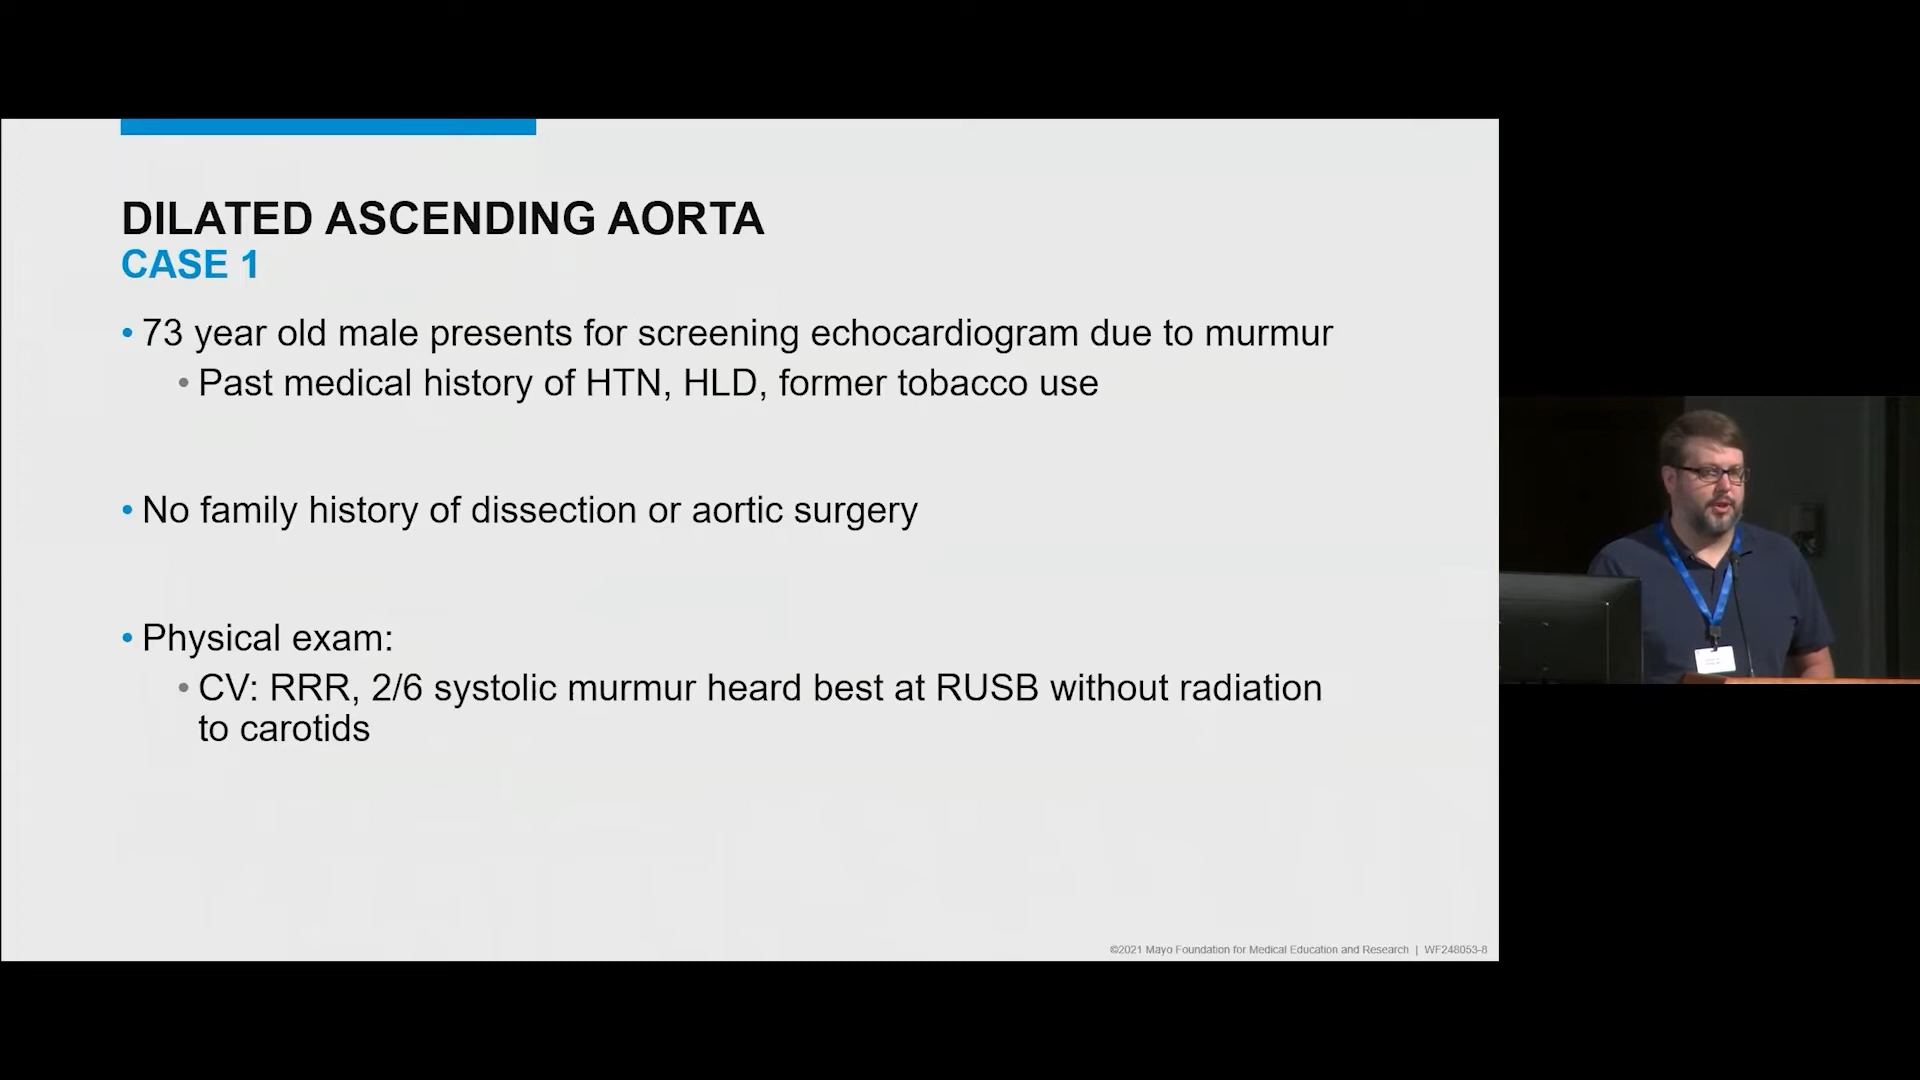 DILATED ASCENDING AORTA
CASE 1
• 73 year old male presents for screening echocardiogram due to murmur
• Past medical history of HTN, HLD, former tobacco use
• No family history of dissection or aortic surgery
• Physical exam:
• CV: RRR, 2/6 systolic murmur heard best at RUSB without radiation
to carotids
©2021 Mayo Foundation for Medical Education and Research | WF248053-8